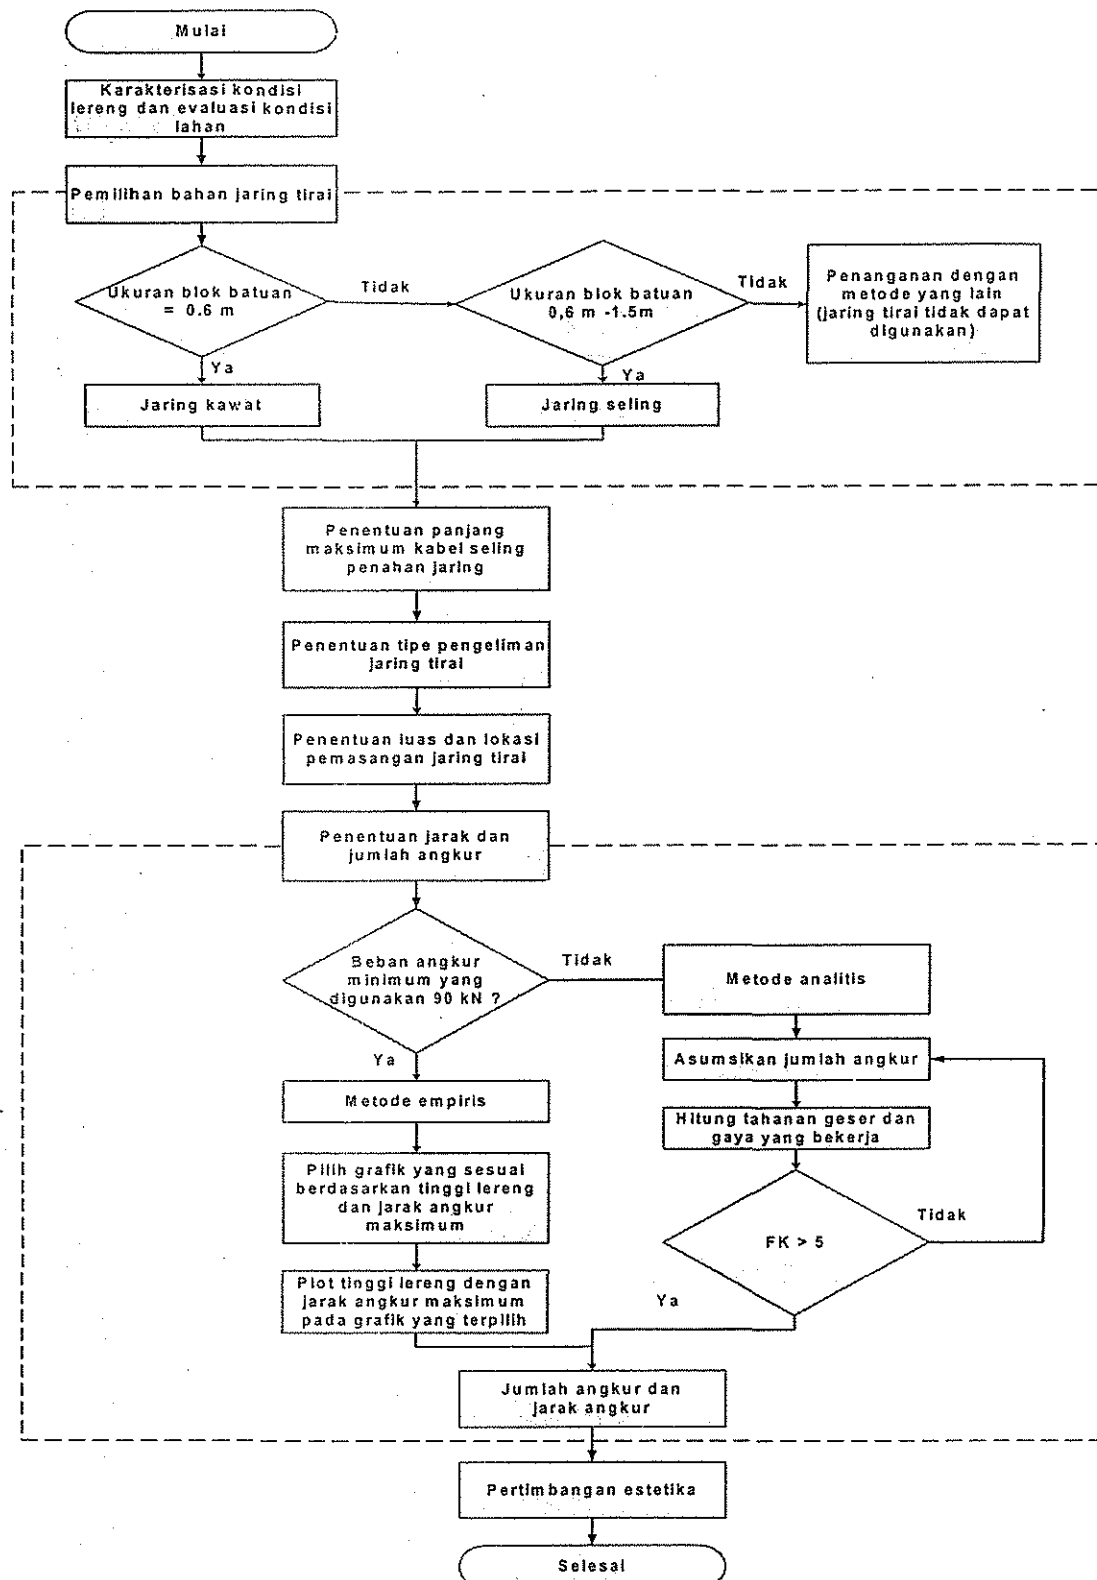 Mulai
Karakterisasi kondisi
lereng dan evaluasi kondisi
lahan
Pemilihan bahan jaring tirai
Ukuran blok batuan
= 0.6 m
Tidak
Ukuran blok batuan
0,6 m -1.5m
Tidak
Penanganan dengan
metode yang lain
(jaring tirai tidak dapat
digunakan)
Ya
Ya
Jaring kawat
Jaring seling
Penentuan panjang
maksimum kabel seling
penahan jaring
Penentuan tipe pengeliman
jaring tirai
Penentuan luas dan lokasi
pemasangan jaring tirai
Penentuan jarak dan
jumlah angkur
Beban angkur
minimum yang
digunakan 90 kN ?
Tidak
Metode analitis
Ya
Asumsikan jumlah angkur
Metode empiris
Hitung tahanan geser dan
gaya yang bekerja
Pilih grafik yang sesuai
berdasarkan tinggi lereng
dan jarak angkur
maksimum
FK > 5
Tidak
Plot tinggi lereng dengan
jarak angkur maksimum
pada grafik yang terpilih
Ya
Jumlah angkur dan
jarak angkur
Pertimbangan estetika
Selesai